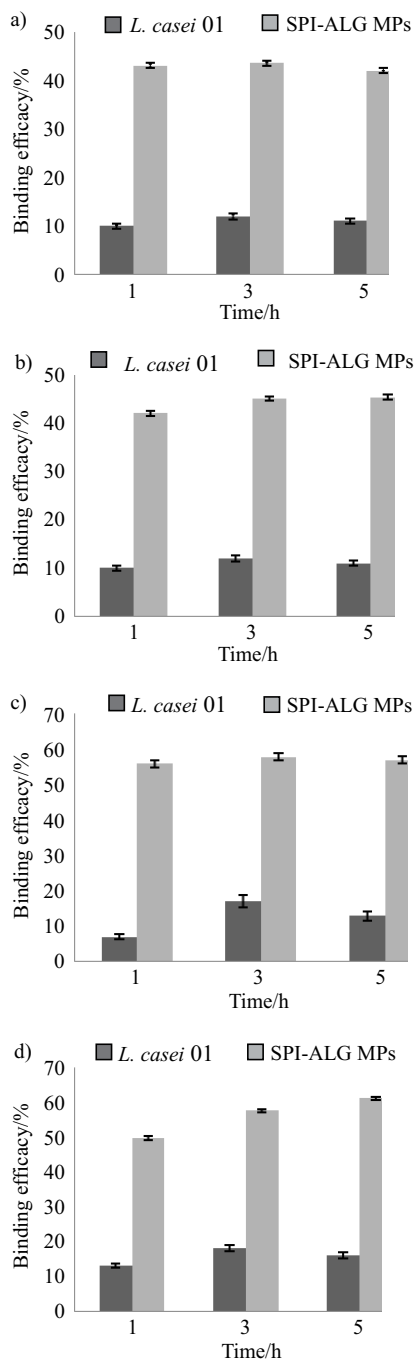 a)
L. casei 01 SPI-ALG MPs
Binding efficacy/%
50
40
30
20
10
0
1 3 5
Time/h
b)
L. casei 01 SPI-ALG MPs
Binding efficacy/%
50
40
30
20
10
0
1 3 5
Time/h
c)
L. casei 01 SPI-ALG MPs
Binding efficacy/%
70
60
50
40
30
20
10
0
1 3 5
Time/h
d)
L. casei 01 SPI-ALG MPs
Binding efficacy/%
70
60
50
40
30
20
10
0
1 3 5
Time/h